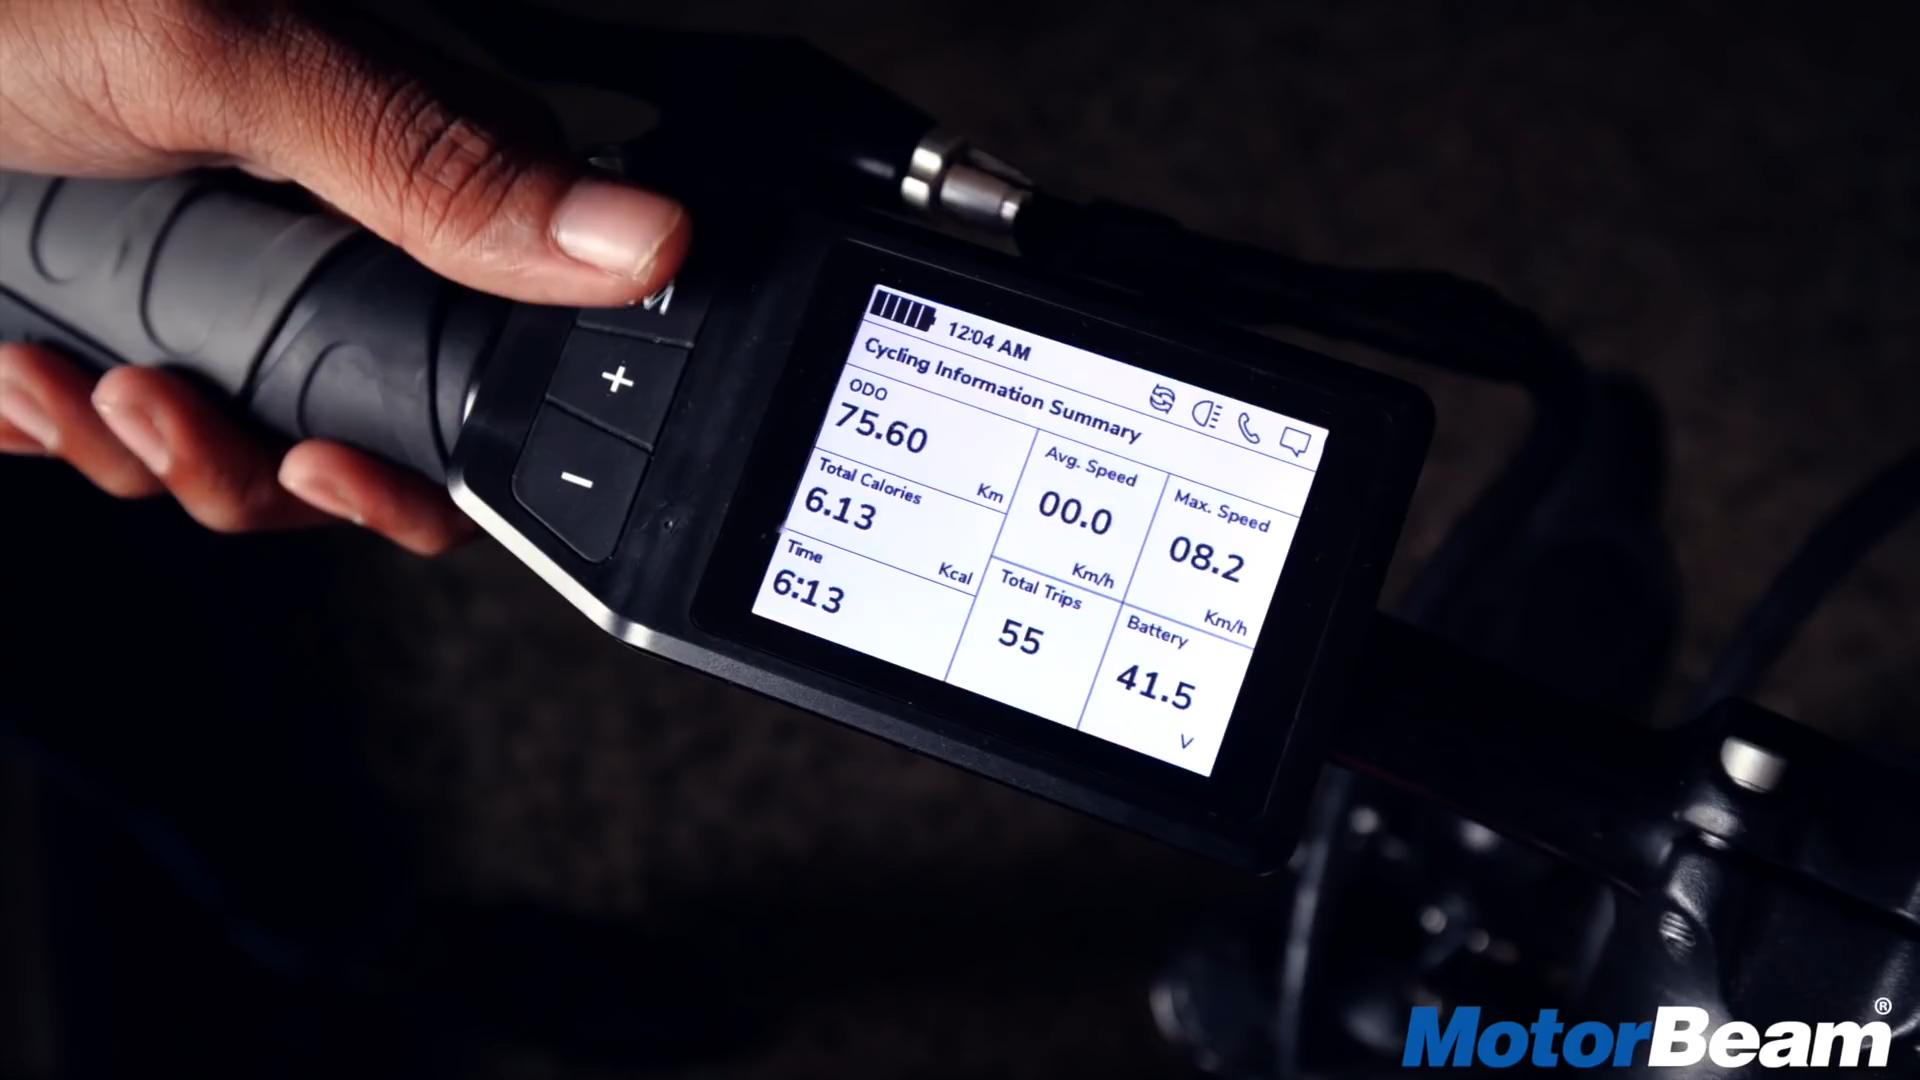 M
+
-
12:04 AM
Cycling Information Summary
ODO
75.60
Km
Total Calories
6.13
Kcal
Time
6:13
Avg. Speed
00.0
Km/h
Max. Speed
08.2
Km/h
Total Trips
55
Battery
41.5
V
MotorBeam®